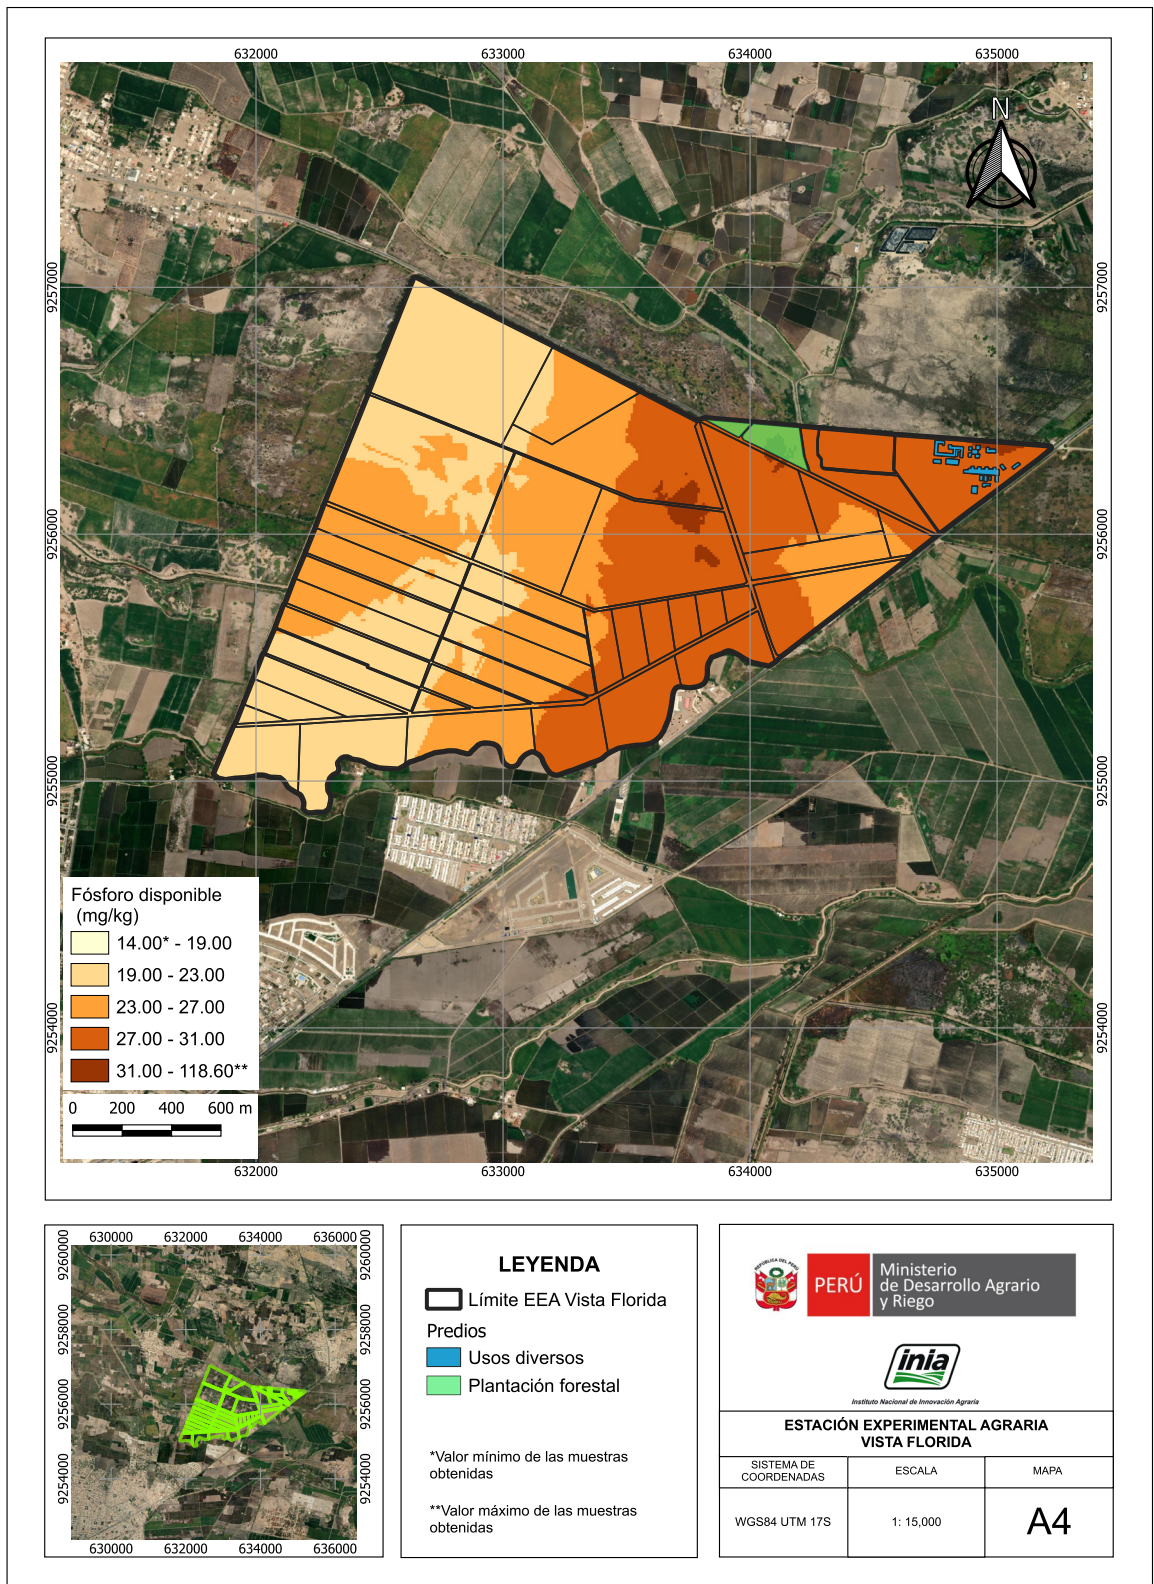 632000 633000 634000 635000
N
9257000 9257000
9256000 9256000
9255000 9255000
9254000 9254000
Fósforo disponible
(mg/kg)
14.00* - 19.00
19.00 - 23.00
23.00 - 27.00
27.00 - 31.00
31.00 - 118.60**
0 200 400 600 m
632000 633000 634000 635000
630000 632000 634000 636000
9260000 9260000
9258000 9258000
9256000 9256000
9254000 9254000
630000 632000 634000 636000
LEYENDA
Límite EEA Vista Florida
Predios
Usos diversos
Plantación forestal
*Valor mínimo de las muestras
obtenidas
**Valor máximo de las muestras
obtenidas
REPÚBLICA DEL PERÚ
PERÚ
Ministerio
de Desarrollo Agrario
y Riego
inia
Instituto Nacional de Innovación Agraria
ESTACIÓN EXPERIMENTAL AGRARIA
VISTA FLORIDA
SISTEMA DE
COORDENADAS
ESCALA
MAPA
WGS84 UTM 17S
1: 15,000
A4